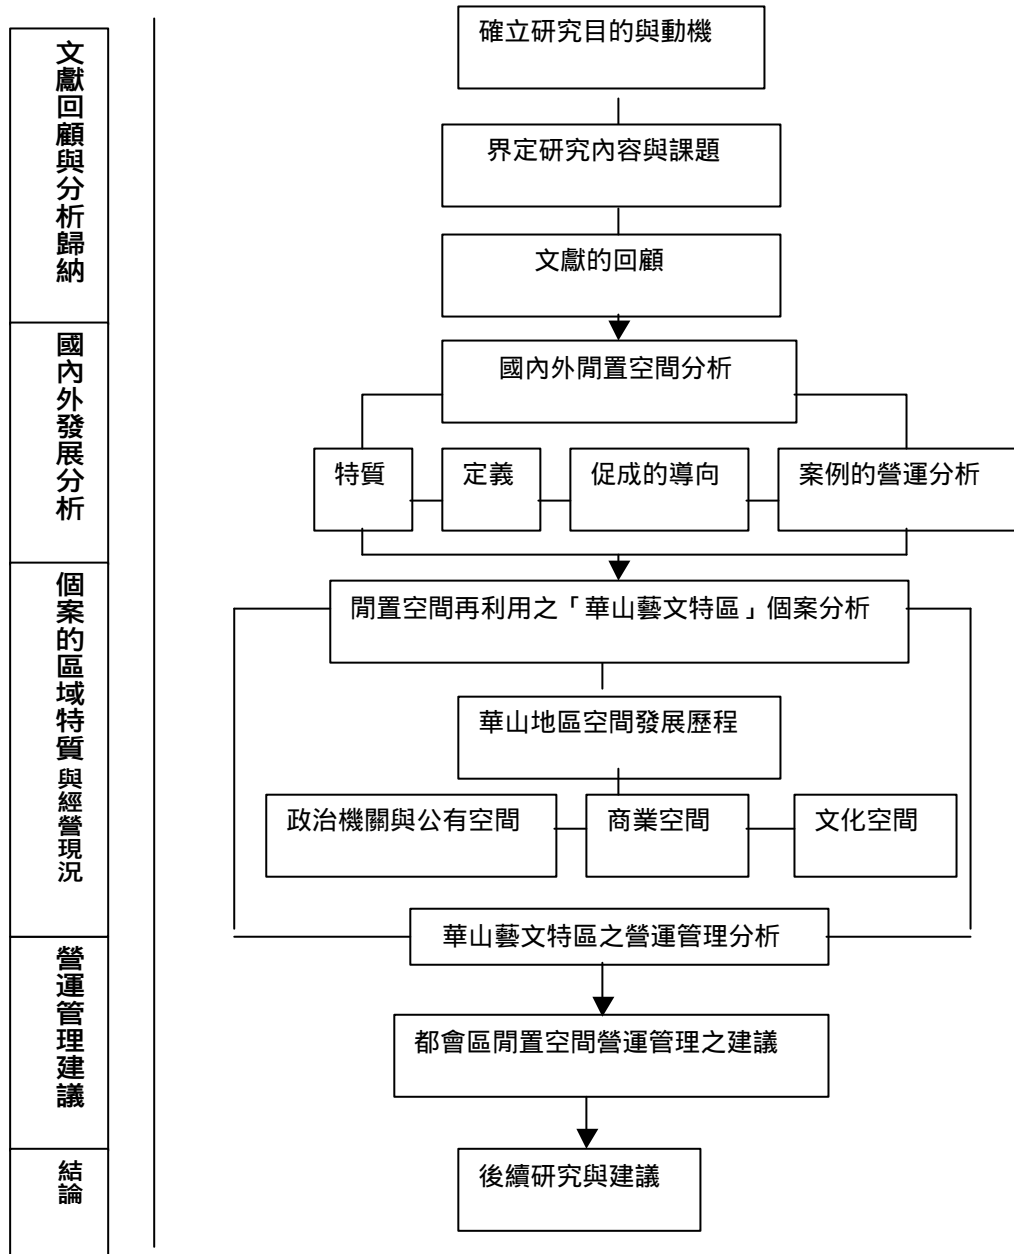 文獻回顧與分析歸納
確立研究目的與動機
界定研究內容與課題
文獻的回顧
國內外發展分析
國內外閒置空間分析
特質
定義
促成的導向
案例的營運分析
個案的區域特質與經營現況
閒置空間再利用之「華山藝文特區」個案分析
華山地區空間發展歷程
政治機關與公有空間
商業空間
文化空間
華山藝文特區之營運管理分析
營運管理建議
都會區閒置空間營運管理之建議
結論
後續研究與建議